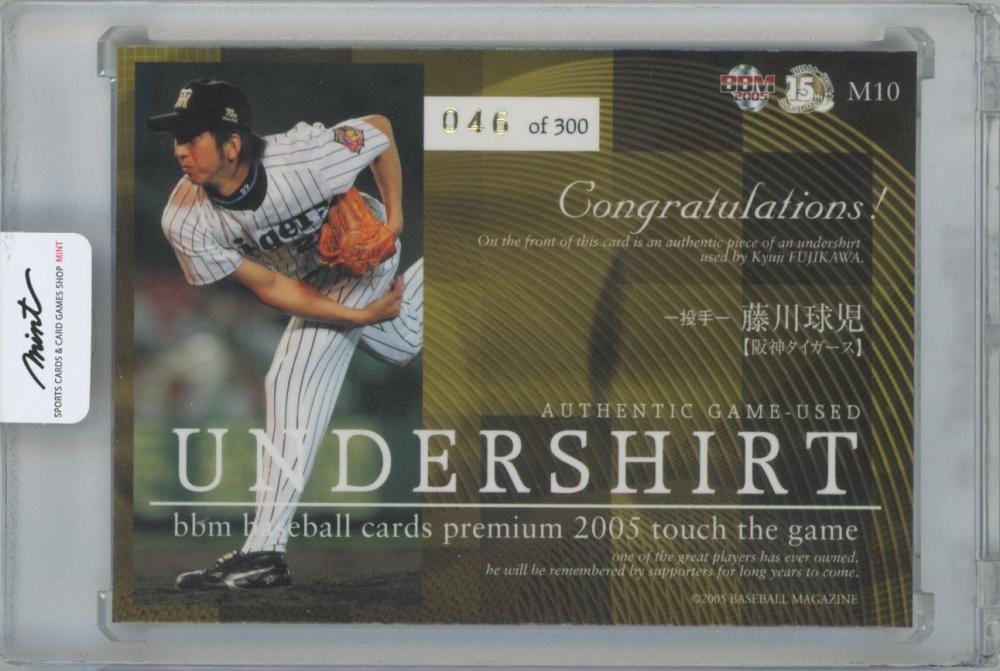 BBM
2005
15th
M10
046 of 300
Congratulations!
On the front of this card is an authentic piece of an undershirt
used by Kyuji FUJIKAWA.
ー投手ー 藤川球児
【阪神タイガース】
AUTHENTIC GAME-USED
UNDERSHIRT
bbm baseball cards premium 2005 touch the game
one of the great players has ever owned.
he will be remembered by supporters for long years to come.
©2005 BASEBALL MAGAZINE
mint
SPORTS CARDS & CARD GAMES SHOP MINT
Tigers
22